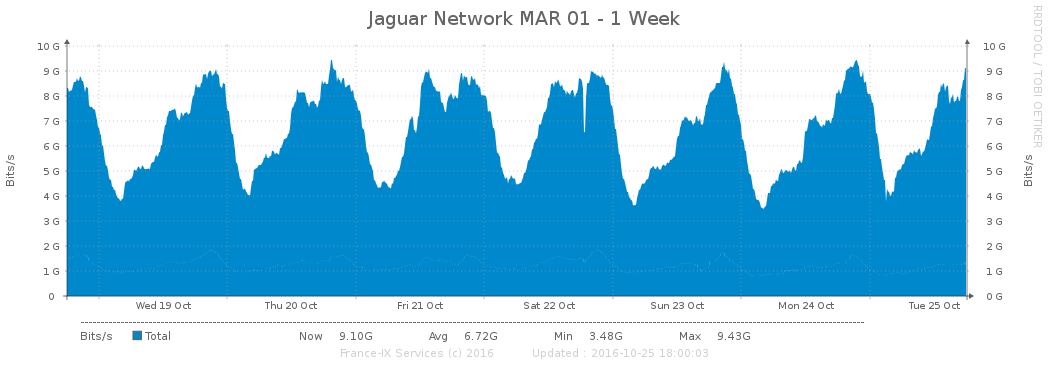 Jaguar Network MAR 01 - 1 Week
RRDTOOL / TOBI OETIKER
Bits/s
10 G 10 G
9 G 9 G
8 G 8 G
7 G 7 G
6 G 6 G
5 G 5 G
4 G 4 G
3 G 3 G
2 G 2 G
1 G 1 G
0 0 G
Bits/s
Wed 19 Oct Thu 20 Oct Fri 21 Oct Sat 22 Oct Sun 23 Oct Mon 24 Oct Tue 25 Oct
Bits/s Total Now 9.10G Avg 6.72G Min 3.48G Max 9.43G
France-IX Services (c) 2016 Updated : 2016-10-25 18:00:03